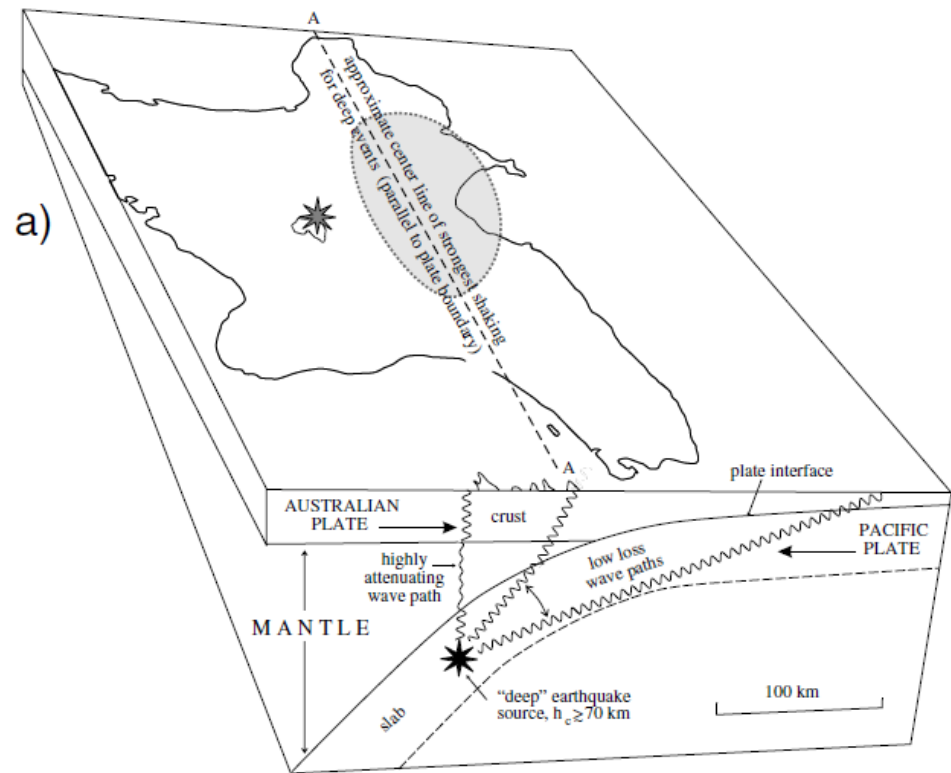 A
a)
approximate center line of strongest shaking
for deep events (parallel to plate boundary)
A
plate interface
AUSTRALIAN
PLATE
crust
PACIFIC
PLATE
highly
attenuating
wave path
low loss
wave paths
MANTLE
"deep" earthquake
source, h_c ≥ 70 km
slab
100 km